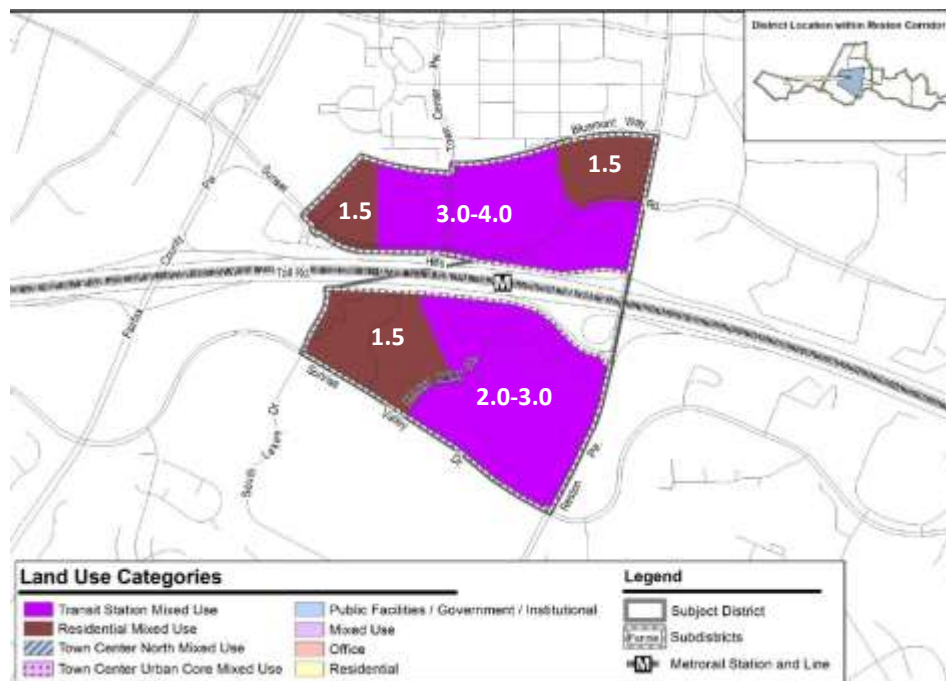 District Location within Reston Corridor
Bluemont Way
Town
Center
Pw
Sunset
1.5
3.0-4.0
1.5
Rd.
County
Pw
Fairfax
Hills
Toll Rd.
M
1.5
2.0-3.0
Sunrise
Valley
Dr
South
Lakes
Dr
Reston
Pw
Land Use Categories
Transit Station Mixed Use
Residential Mixed Use
Town Center North Mixed Use
Town Center Urban Core Mixed Use
Public Facilities / Government / Institutional
Mixed Use
Office
Residential
Legend
Subject District
Subdistricts
M Metrorail Station and Line